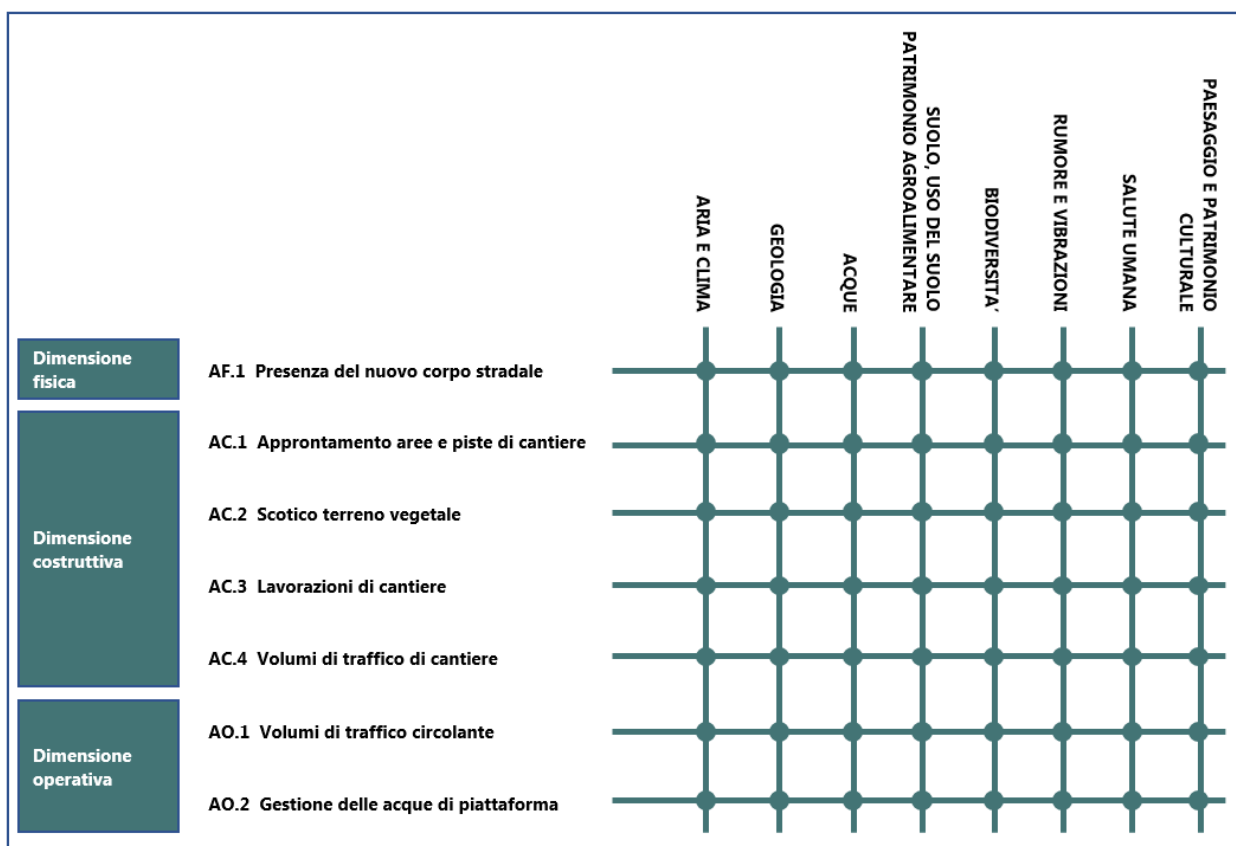 ARIA E CLIMA
GEOLOGIA
ACQUE
SUOLO, USO DEL SUOLO
PATRIMONIO AGROALIMENTARE
BIODIVERSITA’
RUMORE E VIBRAZIONI
SALUTE UMANA
PAESAGGIO E PATRIMONIO
CULTURALE
Dimensione
fisica
AF.1 Presenza del nuovo corpo stradale
Dimensione
costruttiva
AC.1 Approntamento aree e piste di cantiere
AC.2 Scotico terreno vegetale
AC.3 Lavorazioni di cantiere
AC.4 Volumi di traffico di cantiere
Dimensione
operativa
AO.1 Volumi di traffico circolante
AO.2 Gestione delle acque di piattaforma